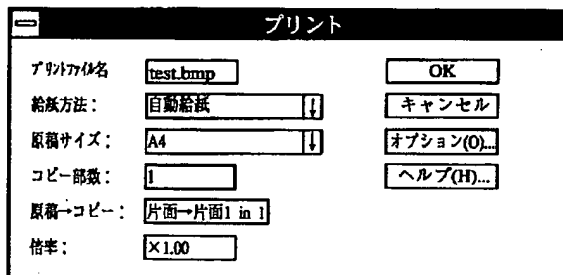 プリント
プリントファイル名 test.bmp OK
給紙方法: 自動給紙 ↓ キャンセル
原稿サイズ: A4 ↓ オプション(O)...
コピー部数: 1 ヘルプ(H)...
原稿→コピー: 片面→片面1 in 1
倍率: ×1.00